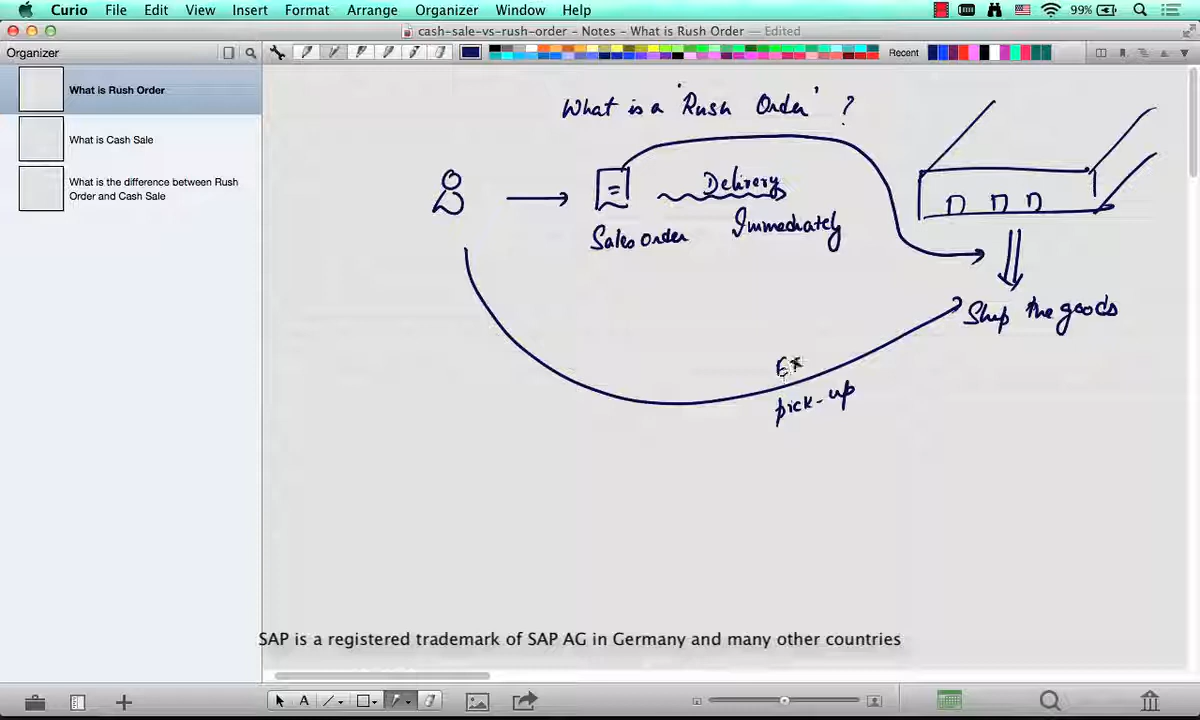 Curio File Edit View Insert Format Arrange Organizer Window Help 99%
cash-sale-vs-rush-order – Notes – What is Rush Order — Edited
Organizer
Recent
What is Rush Order
What is Cash Sale
What is the difference between Rush
Order and Cash Sale
What is a 'Rush Order' ?
Delivery
Immediately
Sales Order
Ship the goods
Ex
pick-up
SAP is a registered trademark of SAP AG in Germany and many other countries
A